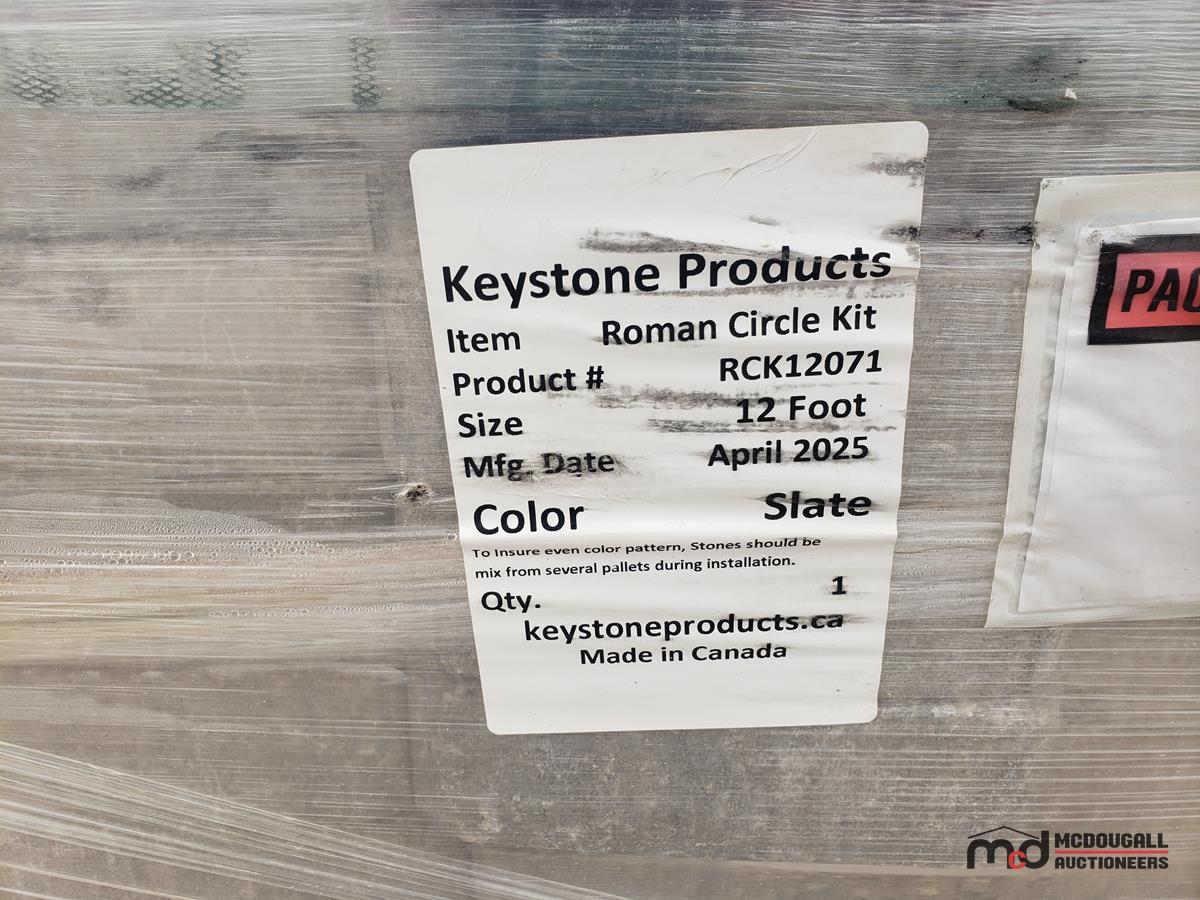 Keystone Products
Item Roman Circle Kit
Product # RCK12071
Size 12 Foot
Mfg. Date April 2025
Color Slate
To Insure even color pattern, Stones should be
mix from several pallets during installation.
Qty. 1
keystoneproducts.ca
Made in Canada
mcd MCDOUGALL
AUCTIONEERS